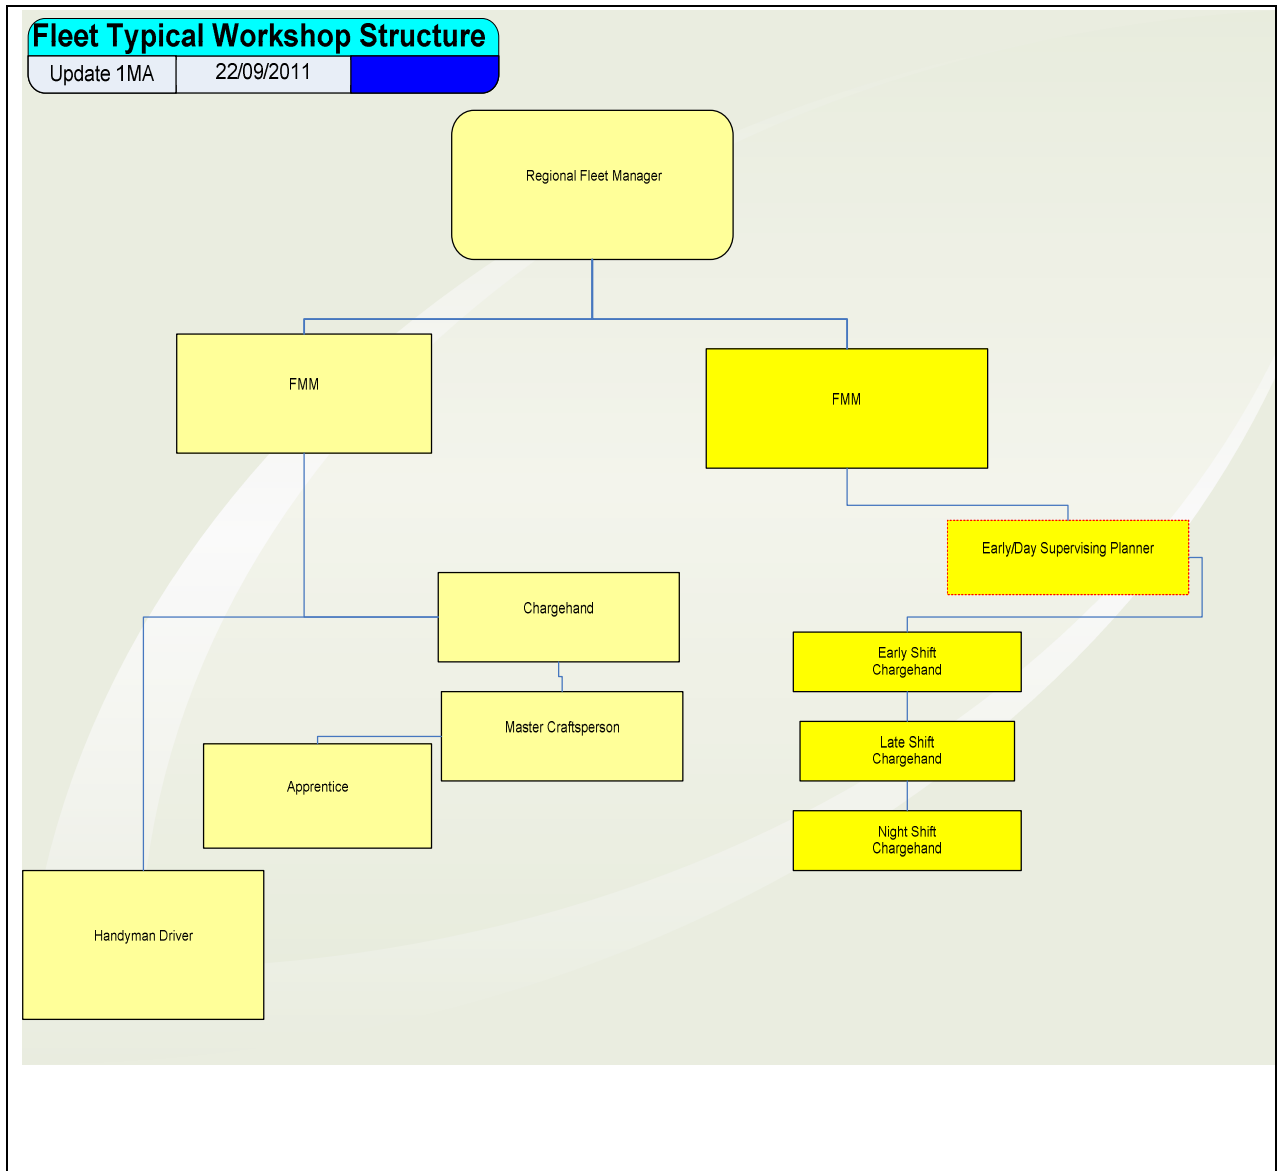 Fleet Typical Workshop Structure
Update 1MA
22/09/2011
Regional Fleet Manager
FMM
FMM
Early/Day Supervising Planner
Chargehand
Early Shift
Chargehand
Master Craftsperson
Late Shift
Chargehand
Apprentice
Night Shift
Chargehand
Handyman Driver